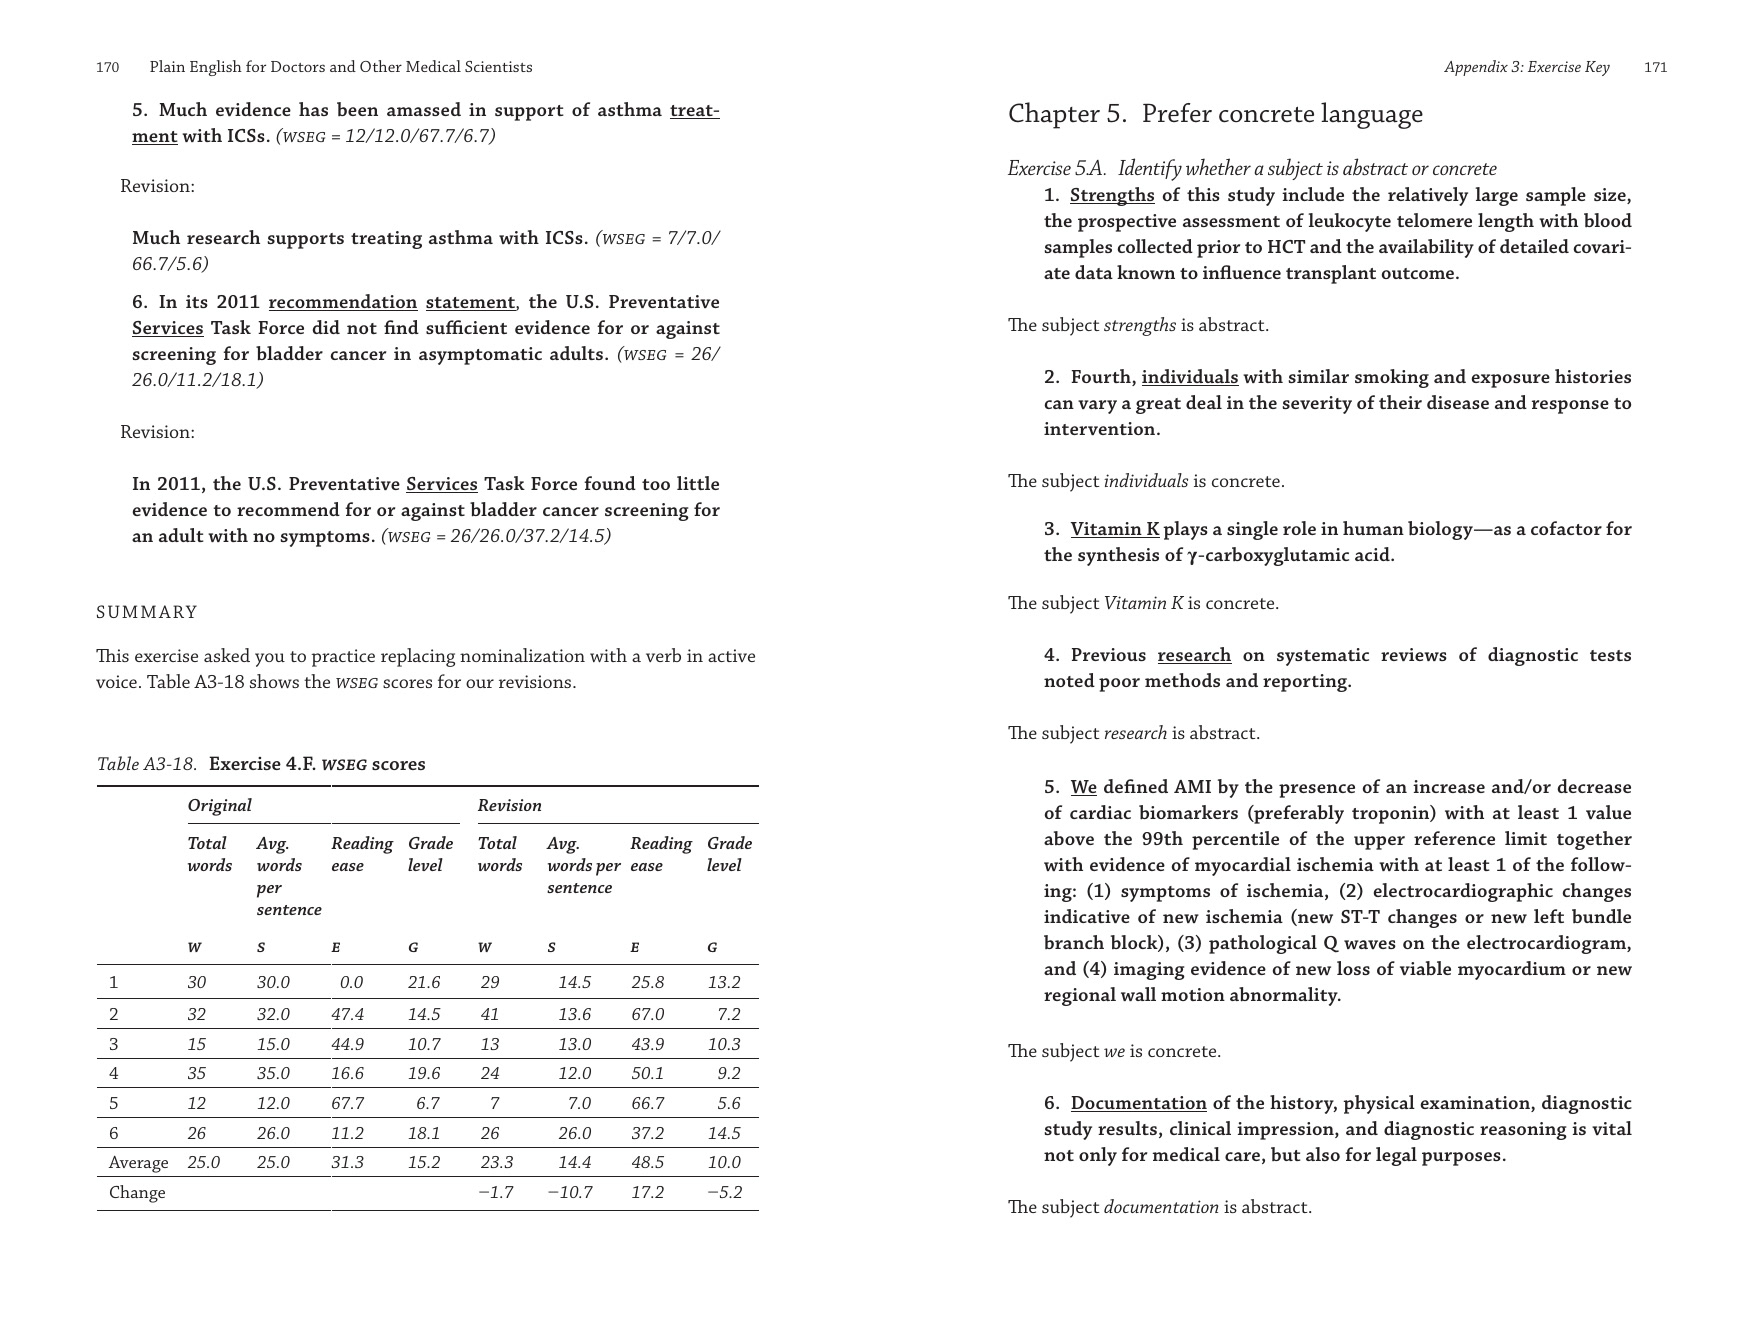 170 Plain English for Doctors and Other Medical Scientists
5. Much evidence has been amassed in support of asthma treat-
ment with ICSs. (WSEG = 12/12.0/67.7/6.7)
Revision:
Much research supports treating asthma with ICSs. (WSEG = 7/7.0/
66.7/5.6)
6. In its 2011 recommendation statement, the U.S. Preventative
Services Task Force did not find sufficient evidence for or against
screening for bladder cancer in asymptomatic adults. (WSEG = 26/
26.0/11.2/18.1)
Revision:
In 2011, the U.S. Preventative Services Task Force found too little
evidence to recommend for or against bladder cancer screening for
an adult with no symptoms. (WSEG = 26/26.0/37.2/14.5)
SUMMARY
This exercise asked you to practice replacing nominalization with a verb in active
voice. Table A3-18 shows the WSEG scores for our revisions.
Table A3-18. Exercise 4.F. WSEG scores
Original Revision
Total Avg. Reading Grade Total Avg. Reading Grade
words words ease level words words per ease level
per sentence
sentence
W S E G W S E G
1 30 30.0 0.0 21.6 29 14.5 25.8 13.2
2 32 32.0 47.4 14.5 41 13.6 67.0 7.2
3 15 15.0 44.9 10.7 13 13.0 43.9 10.3
4 35 35.0 16.6 19.6 24 12.0 50.1 9.2
5 12 12.0 67.7 6.7 7 7.0 66.7 5.6
6 26 26.0 11.2 18.1 26 26.0 37.2 14.5
Average 25.0 25.0 31.3 15.2 23.3 14.4 48.5 10.0
Change −1.7 −10.7 17.2 −5.2
Appendix 3: Exercise Key 171
Chapter 5. Prefer concrete language
Exercise 5.A. Identify whether a subject is abstract or concrete
1. Strengths of this study include the relatively large sample size,
the prospective assessment of leukocyte telomere length with blood
samples collected prior to HCT and the availability of detailed covari-
ate data known to influence transplant outcome.
The subject strengths is abstract.
2. Fourth, individuals with similar smoking and exposure histories
can vary a great deal in the severity of their disease and response to
intervention.
The subject individuals is concrete.
3. Vitamin K plays a single role in human biology—as a cofactor for
the synthesis of γ-carboxyglutamic acid.
The subject Vitamin K is concrete.
4. Previous research on systematic reviews of diagnostic tests
noted poor methods and reporting.
The subject research is abstract.
5. We defined AMI by the presence of an increase and/or decrease
of cardiac biomarkers (preferably troponin) with at least 1 value
above the 99th percentile of the upper reference limit together
with evidence of myocardial ischemia with at least 1 of the follow-
ing: (1) symptoms of ischemia, (2) electrocardiographic changes
indicative of new ischemia (new ST-T changes or new left bundle
branch block), (3) pathological Q waves on the electrocardiogram,
and (4) imaging evidence of new loss of viable myocardium or new
regional wall motion abnormality.
The subject we is concrete.
6. Documentation of the history, physical examination, diagnostic
study results, clinical impression, and diagnostic reasoning is vital
not only for medical care, but also for legal purposes.
The subject documentation is abstract.